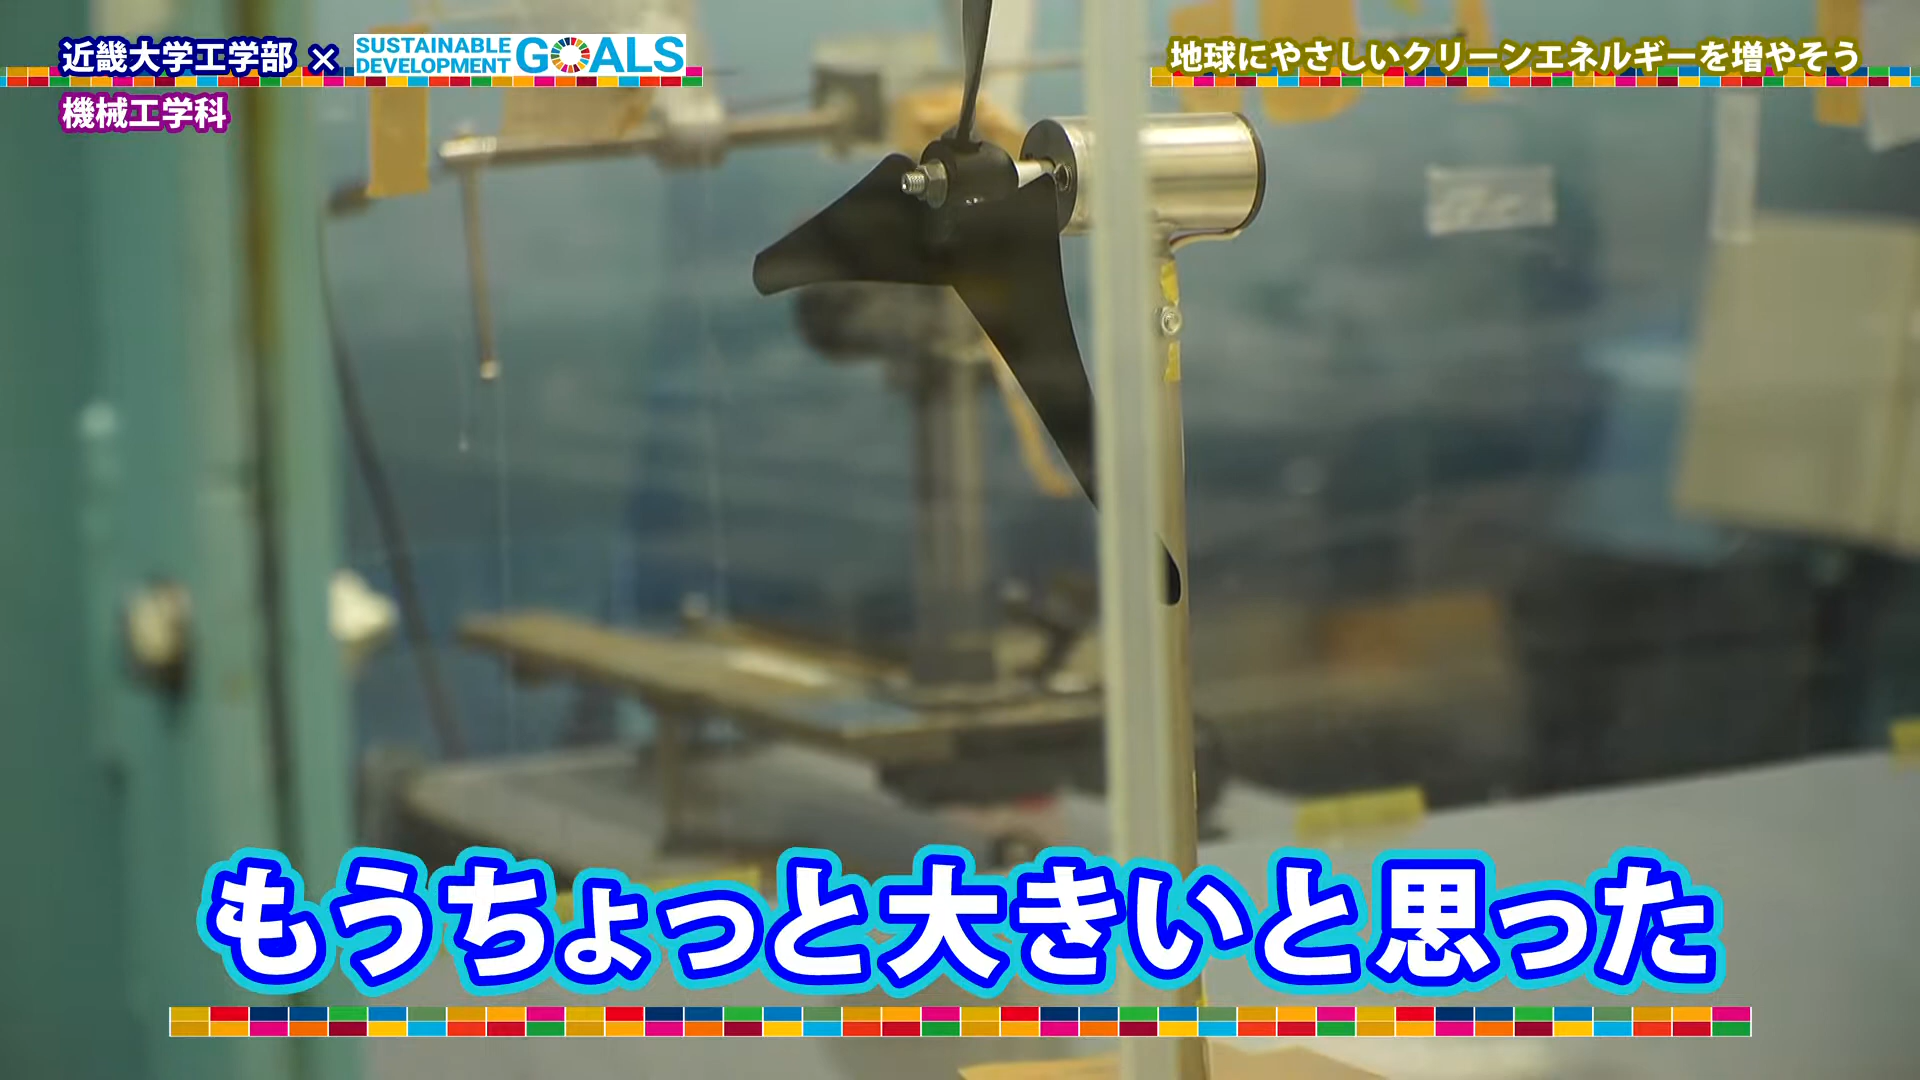 近畿大学工学部 × SUSTAINABLE DEVELOPMENT GOALS
機械工学科
地球にやさしいクリーンエネルギーを増やそう
もうちょっと大きいと思った